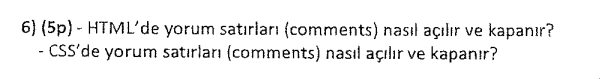 6) (5p) - HTML'de yorum satırları (comments) nasıl açılır ve kapanır?
- CSS'de yorum satırları (comments) nasıl açılır ve kapanır?